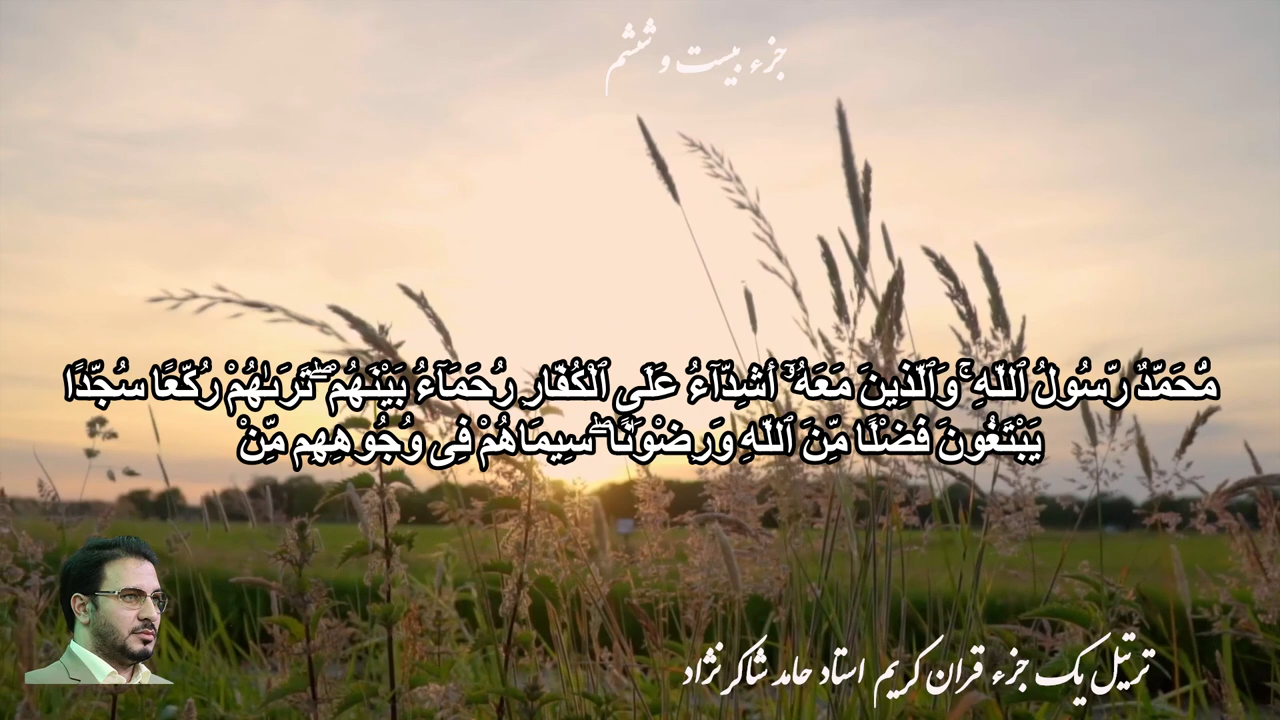 جزء بیست و ششم
مُّحَمَّدٌ رَّسُولُ ٱللَّهِ ۚ وَٱلَّذِينَ مَعَهُۥٓ أَشِدَّآءُ عَلَى ٱلْكُفَّارِ رُحَمَآءُ بَيْنَهُمْ ۖ تَرَىٰهُمْ رُكَّعًا سُجَّدًا
يَبْتَغُونَ فَضْلًا مِّنَ ٱللَّهِ وَرِضْوَٰنًا ۖ سِيمَاهُمْ فِى وُجُوهِهِم مِّنْ
ترتیل یک جزء قران کریم استاد حامد شاکرنژاد